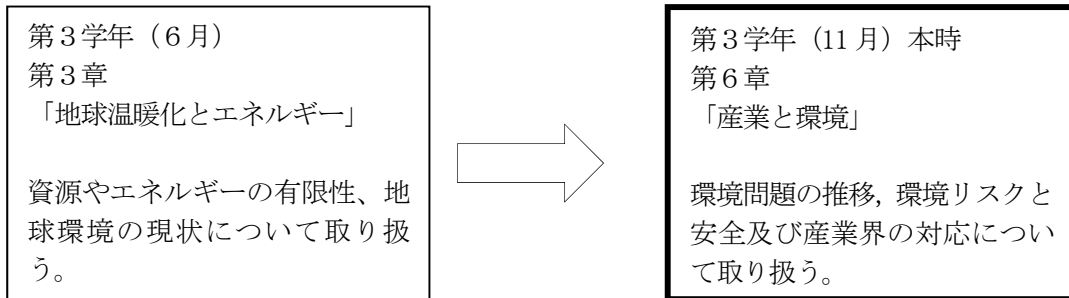 第３学年（６月）
第３章
「地球温暖化とエネルギー」
資源やエネルギーの有限性、地
球環境の現状について取り扱
う。
第３学年（11 月）本時
第６章
「産業と環境」
環境問題の推移, 環境リスクと
安全及び産業界の対応につい
て取り扱う。